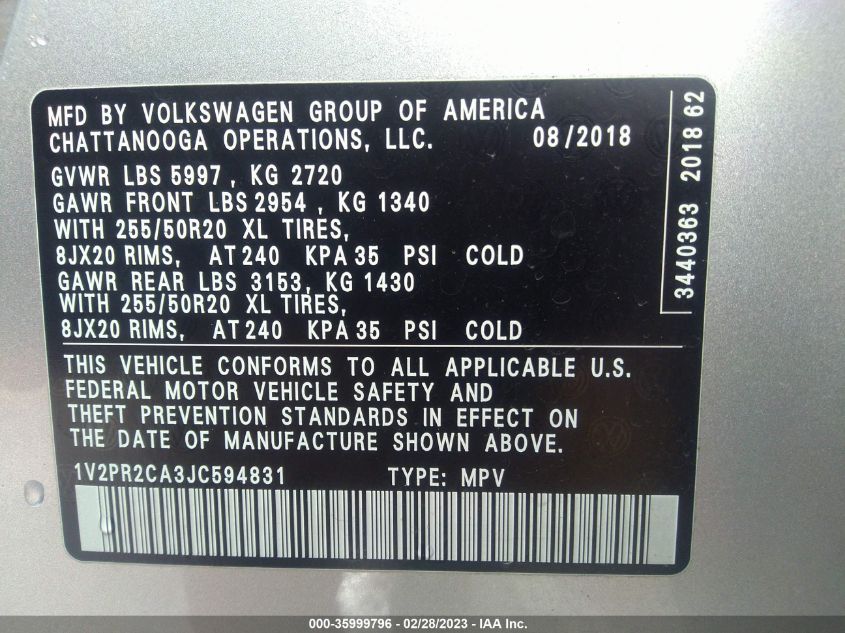 MFD BY VOLKSWAGEN GROUP OF AMERICA
CHATTANOOGA OPERATIONS, LLC. 08/2018
GVWR LBS 5997, KG 2720
GAWR FRONT LBS 2954, KG 1340
WITH 255/50R20 XL TIRES,
8JX20 RIMS, AT 240 KPA 35 PSI COLD
GAWR REAR LBS 3153, KG 1430
WITH 255/50R20 XL TIRES,
8JX20 RIMS, AT 240 KPA 35 PSI COLD
THIS VEHICLE CONFORMS TO ALL APPLICABLE U.S.
FEDERAL MOTOR VEHICLE SAFETY AND
THEFT PREVENTION STANDARDS IN EFFECT ON
THE DATE OF MANUFACTURE SHOWN ABOVE.
1V2PR2CA3JC594831 TYPE: MPV
3440363 2018 62
000-35999796 - 02/28/2023 - IAA Inc.